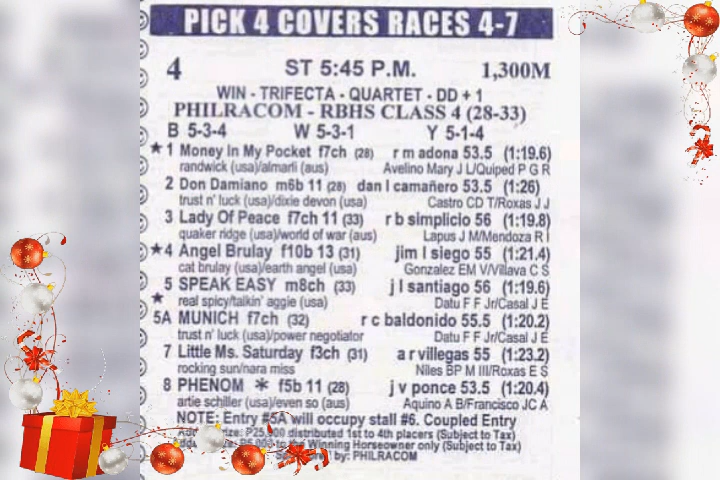 PICK 4 COVERS RACES 4-7
4 ST 5:45 P.M. 1,300M
WIN - TRIFECTA - QUARTET - DD + 1
PHILRACOM - RBHS CLASS 4 (28-33)
B 5-3-4 W 5-3-1 Y 5-1-4
★ 1 Money In My Pocket f7ch (28) r m adona 53.5 (1:19.6)
randwick (usa)/almarli (aus) Avelino Mary J L/Quiped P G R
2 Don Damiano m6b 11 (28) dan l camañero 53.5 (1:26)
trust n' luck (usa)/dixie devon (usa) Castro CD T/Roxas J J
3 Lady Of Peace f7ch 11 (33) r b simplicio 56 (1:19.8)
quaker ridge (usa)/world of war (aus) Lapus J M/Mendoza R I
★4 Angel Brulay f10b 13 (31) jim l siego 55 (1:21.4)
cat brulay (usa)/earth angel (usa) Gonzalez EM V/Villava C S
5 SPEAK EASY m8ch (33) j l santiago 56 (1:19.6)
★ real spicy/talkin' aggie (usa) Datu F F Jr/Casal J E
5A MUNICH f7ch (32) r c baldonido 55.5 (1:20.2)
trust n' luck (usa)/power negotiator Datu F F Jr/Casal J E
7 Little Ms. Saturday f3ch (31) a r villegas 55 (1:23.2)
rocking sun/nara miss Niles BP M III/Roxas E S
8 PHENOM * f5b 11 (28) j v ponce 53.5 (1:20.4)
artie schiller (usa)/even so (aus) Aquino A B/Francisco JC A
NOTE: Entry #5A will occupy stall #6. Coupled Entry
P25,900 distributed 1st to 4th placers (Subject to Tax)
P5,000 to the Winning Horseowner only (Subject to Tax)
by: PHILRACOM